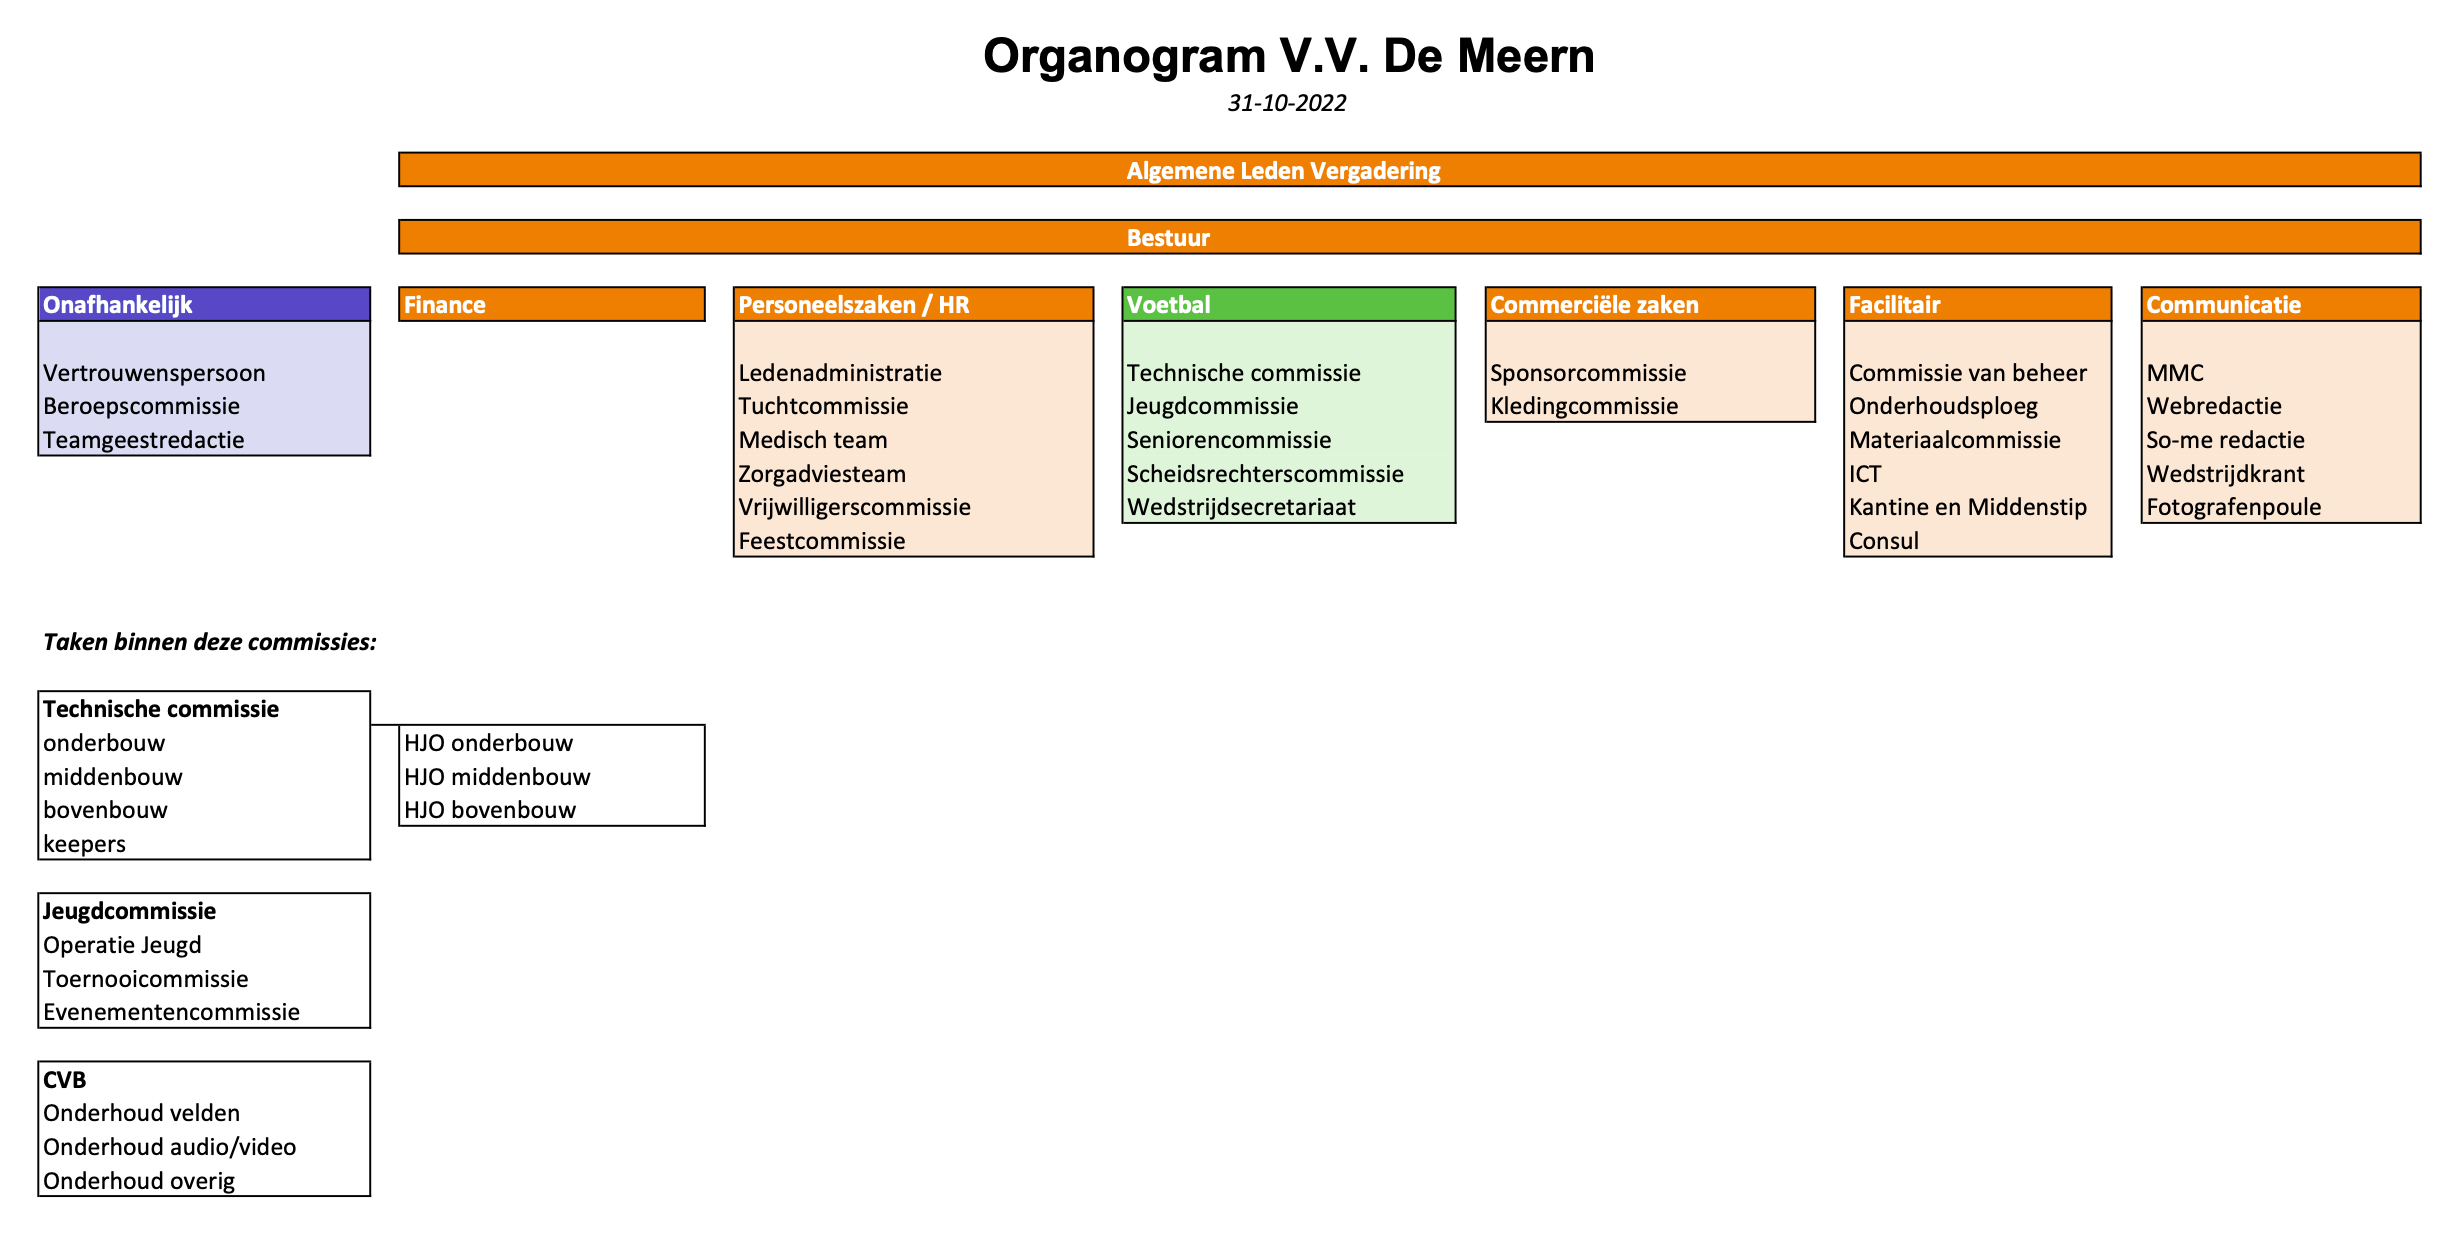 Organogram V.V. De Meern
31-10-2022
Algemene Leden Vergadering
Bestuur
Onafhankelijk
Vertrouwenspersoon
Beroepscommissie
Teamgeestredactie
Finance
Personeelszaken / HR
Ledenadministratie
Tuchtcommissie
Medisch team
Zorgadviesteam
Vrijwilligerscommissie
Feestcommissie
Voetbal
Technische commissie
Jeugdcommissie
Seniorencommissie
Scheidsrechterscommissie
Wedstrijdsecretariaat
Commerciële zaken
Sponsorcommissie
Kledingcommissie
Facilitair
Commissie van beheer
Onderhoudsploeg
Materiaalcommissie
ICT
Kantine en Middenstip
Consul
Communicatie
MMC
Webredactie
So-me redactie
Wedstrijdkrant
Fotografenpoule
Taken binnen deze commissies:
Technische commissie
onderbouw
middenbouw
bovenbouw
keepers
HJO onderbouw
HJO middenbouw
HJO bovenbouw
Jeugdcommissie
Operatie Jeugd
Toernooicommissie
Evenementencommissie
CVB
Onderhoud velden
Onderhoud audio/video
Onderhoud overig